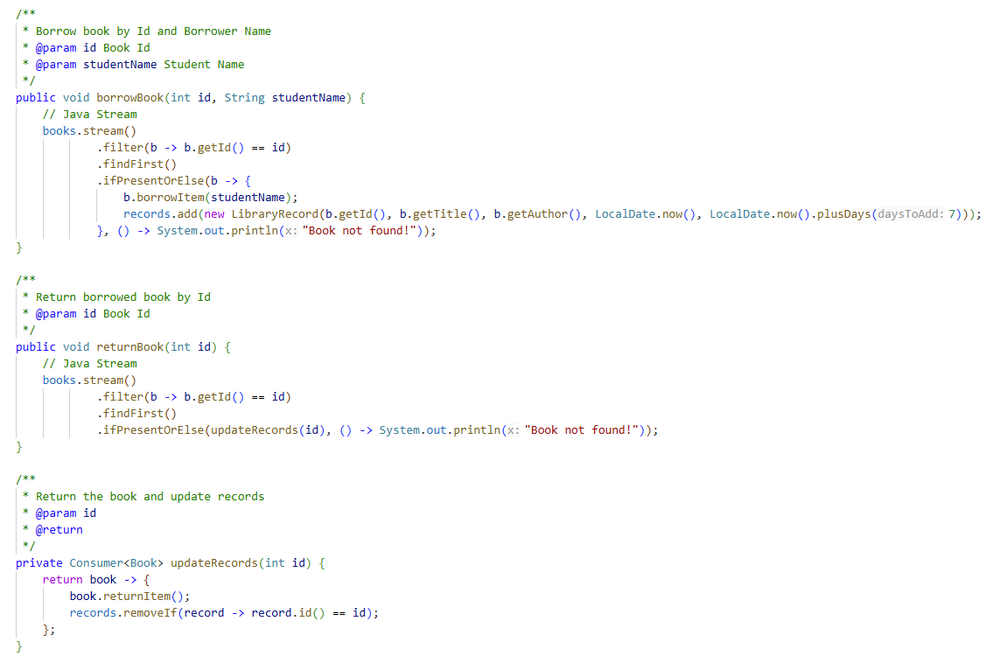 /**
 * Borrow book by Id and Borrower Name
 * @param id Book Id
 * @param studentName Student Name
 */
public void borrowBook(int id, String studentName) {
    // Java Stream
    books.stream()
            .filter(b -> b.getId() == id)
            .findFirst()
            .ifPresentOrElse(b -> {
                b.borrowItem(studentName);
                records.add(new LibraryRecord(b.getId(), b.getTitle(), b.getAuthor(), LocalDate.now(), LocalDate.now().plusDays(daysToAdd: 7)));
            }, () -> System.out.println(x: "Book not found!"));
}

/**
 * Return borrowed book by Id
 * @param id Book Id
 */
public void returnBook(int id) {
    // Java Stream
    books.stream()
            .filter(b -> b.getId() == id)
            .findFirst()
            .ifPresentOrElse(updateRecords(id), () -> System.out.println(x: "Book not found!"));
}

/**
 * Return the book and update records
 * @param id
 * @return
 */
private Consumer<Book> updateRecords(int id) {
    return book -> {
        book.returnItem();
        records.removeIf(record -> record.id() == id);
    };
}